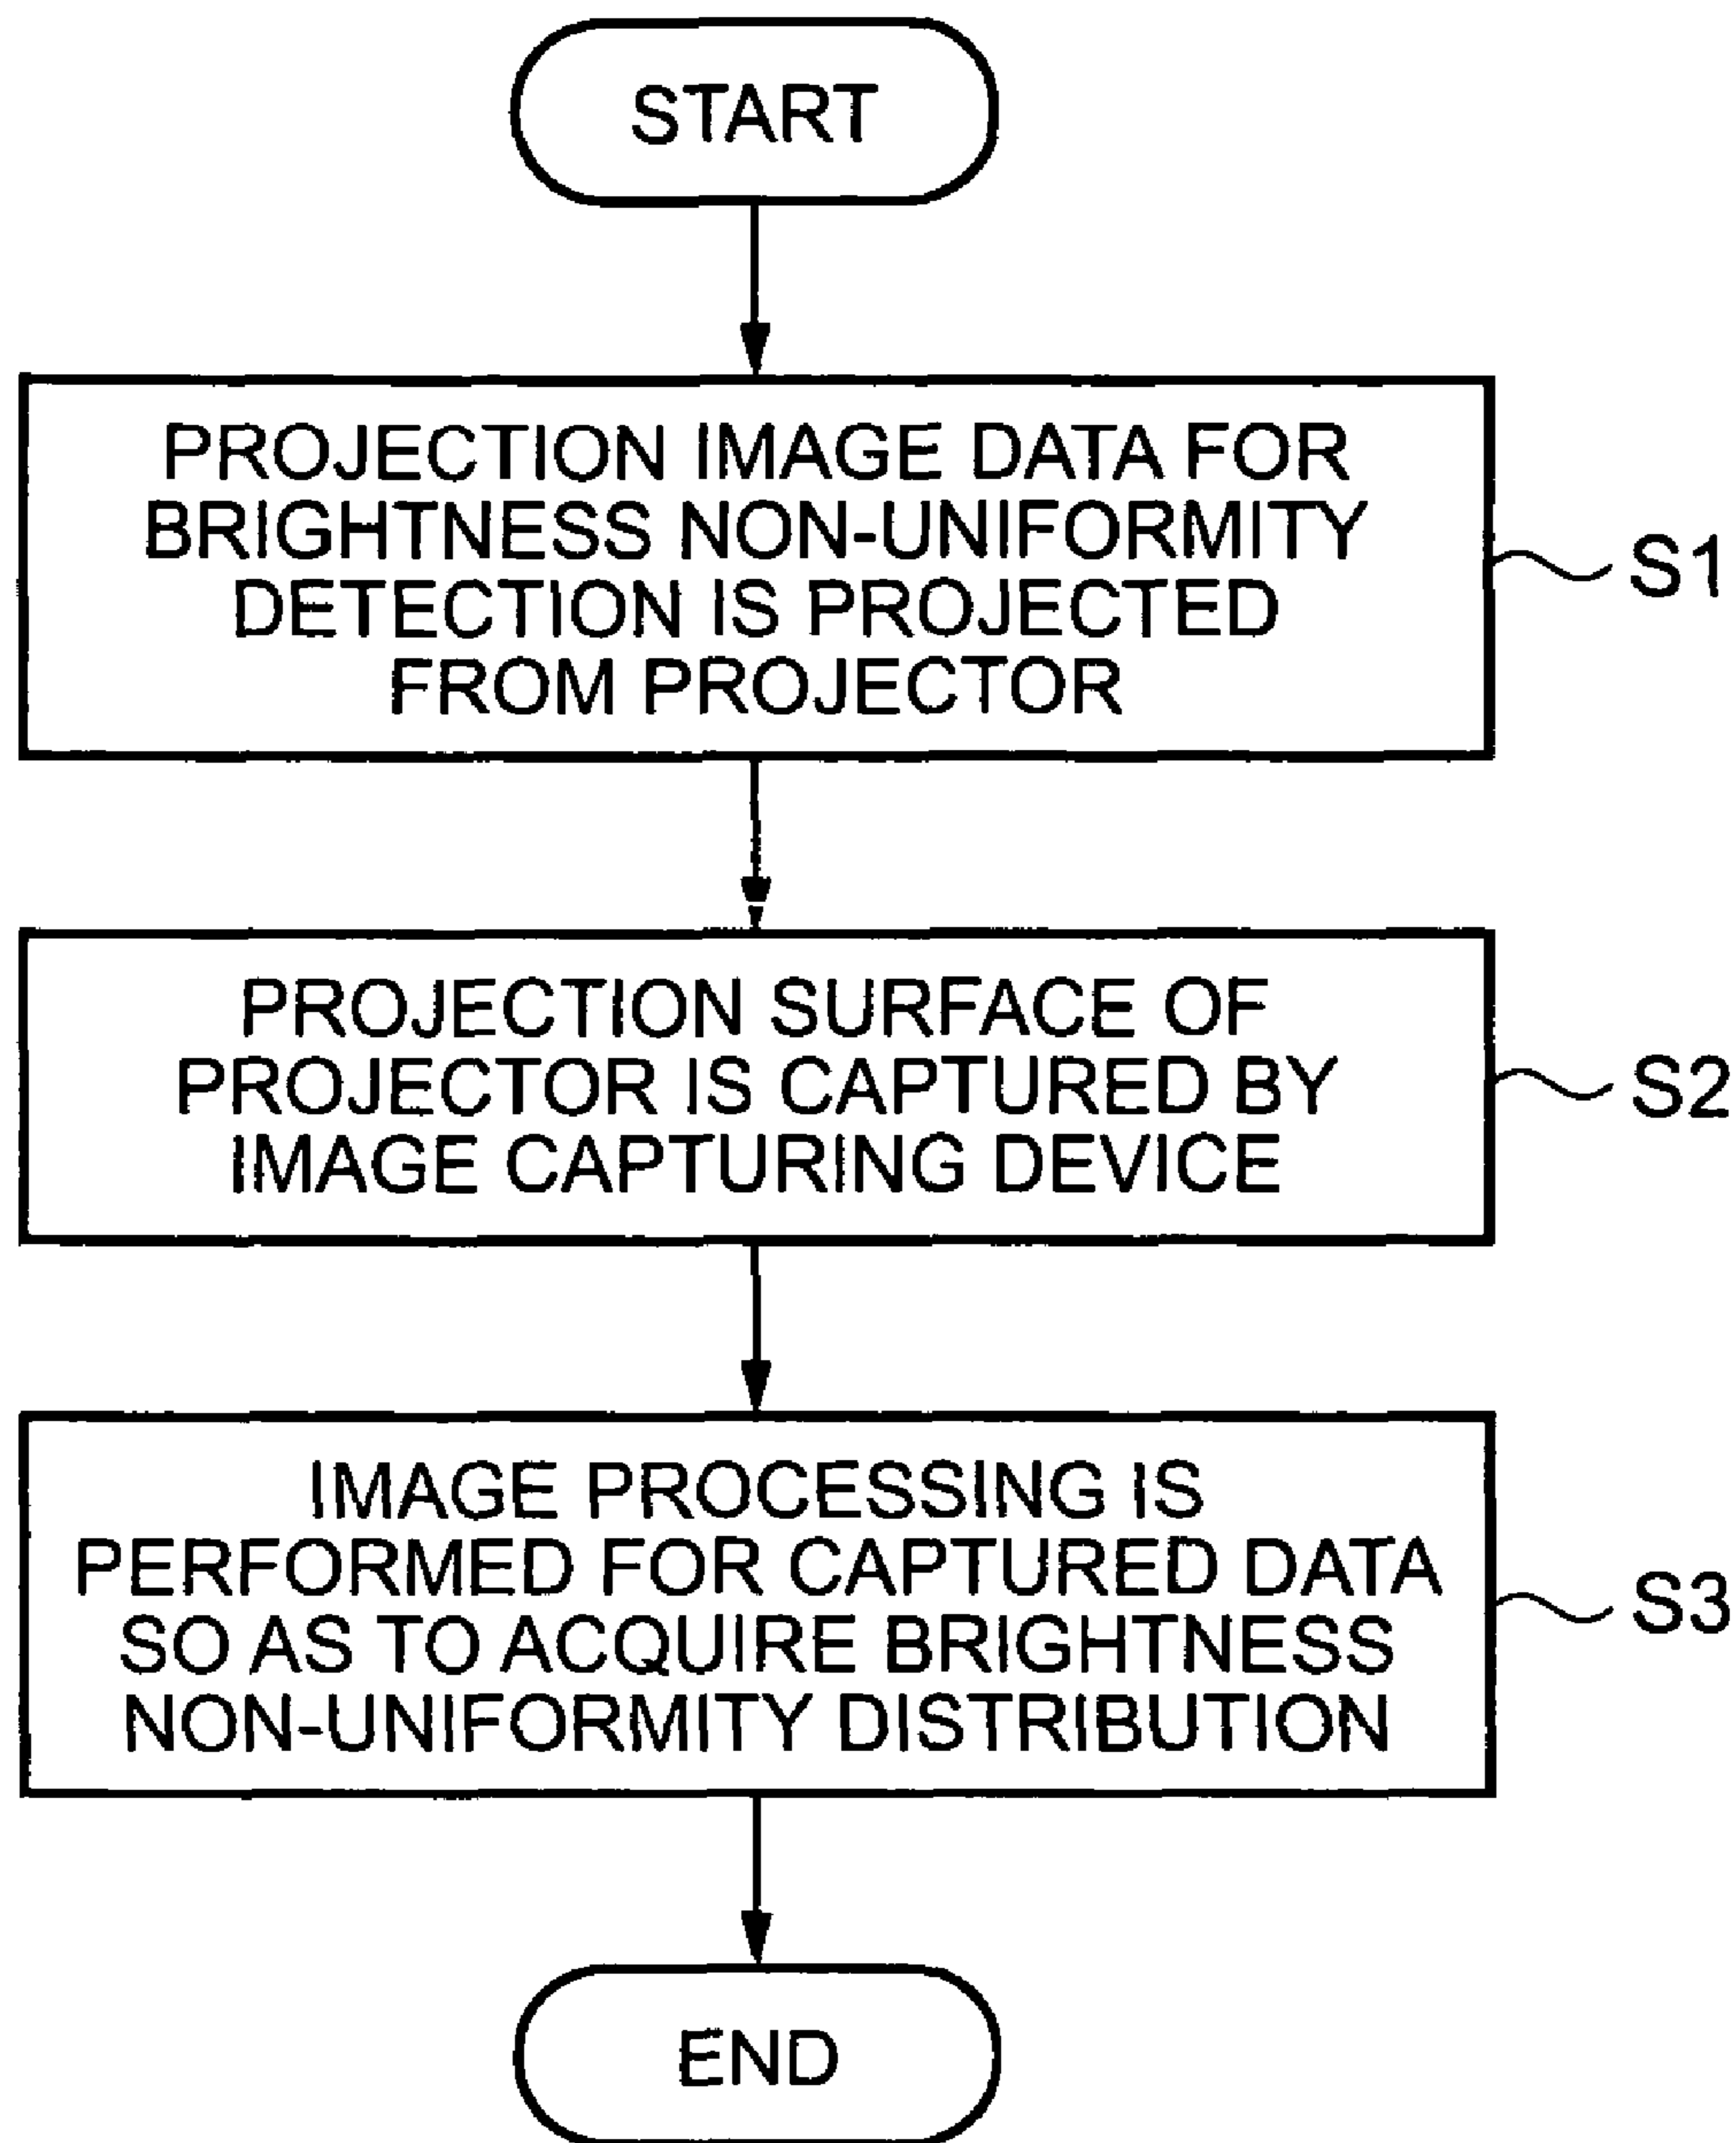 START
PROJECTION IMAGE DATA FOR
BRIGHTNESS NON-UNIFORMITY
DETECTION IS PROJECTED
FROM PROJECTOR
S1
PROJECTION SURFACE OF
PROJECTOR IS CAPTURED BY
IMAGE CAPTURING DEVICE
S2
IMAGE PROCESSING IS
PERFORMED FOR CAPTURED DATA
SO AS TO ACQUIRE BRIGHTNESS
NON-UNIFORMITY DISTRIBUTION
S3
END